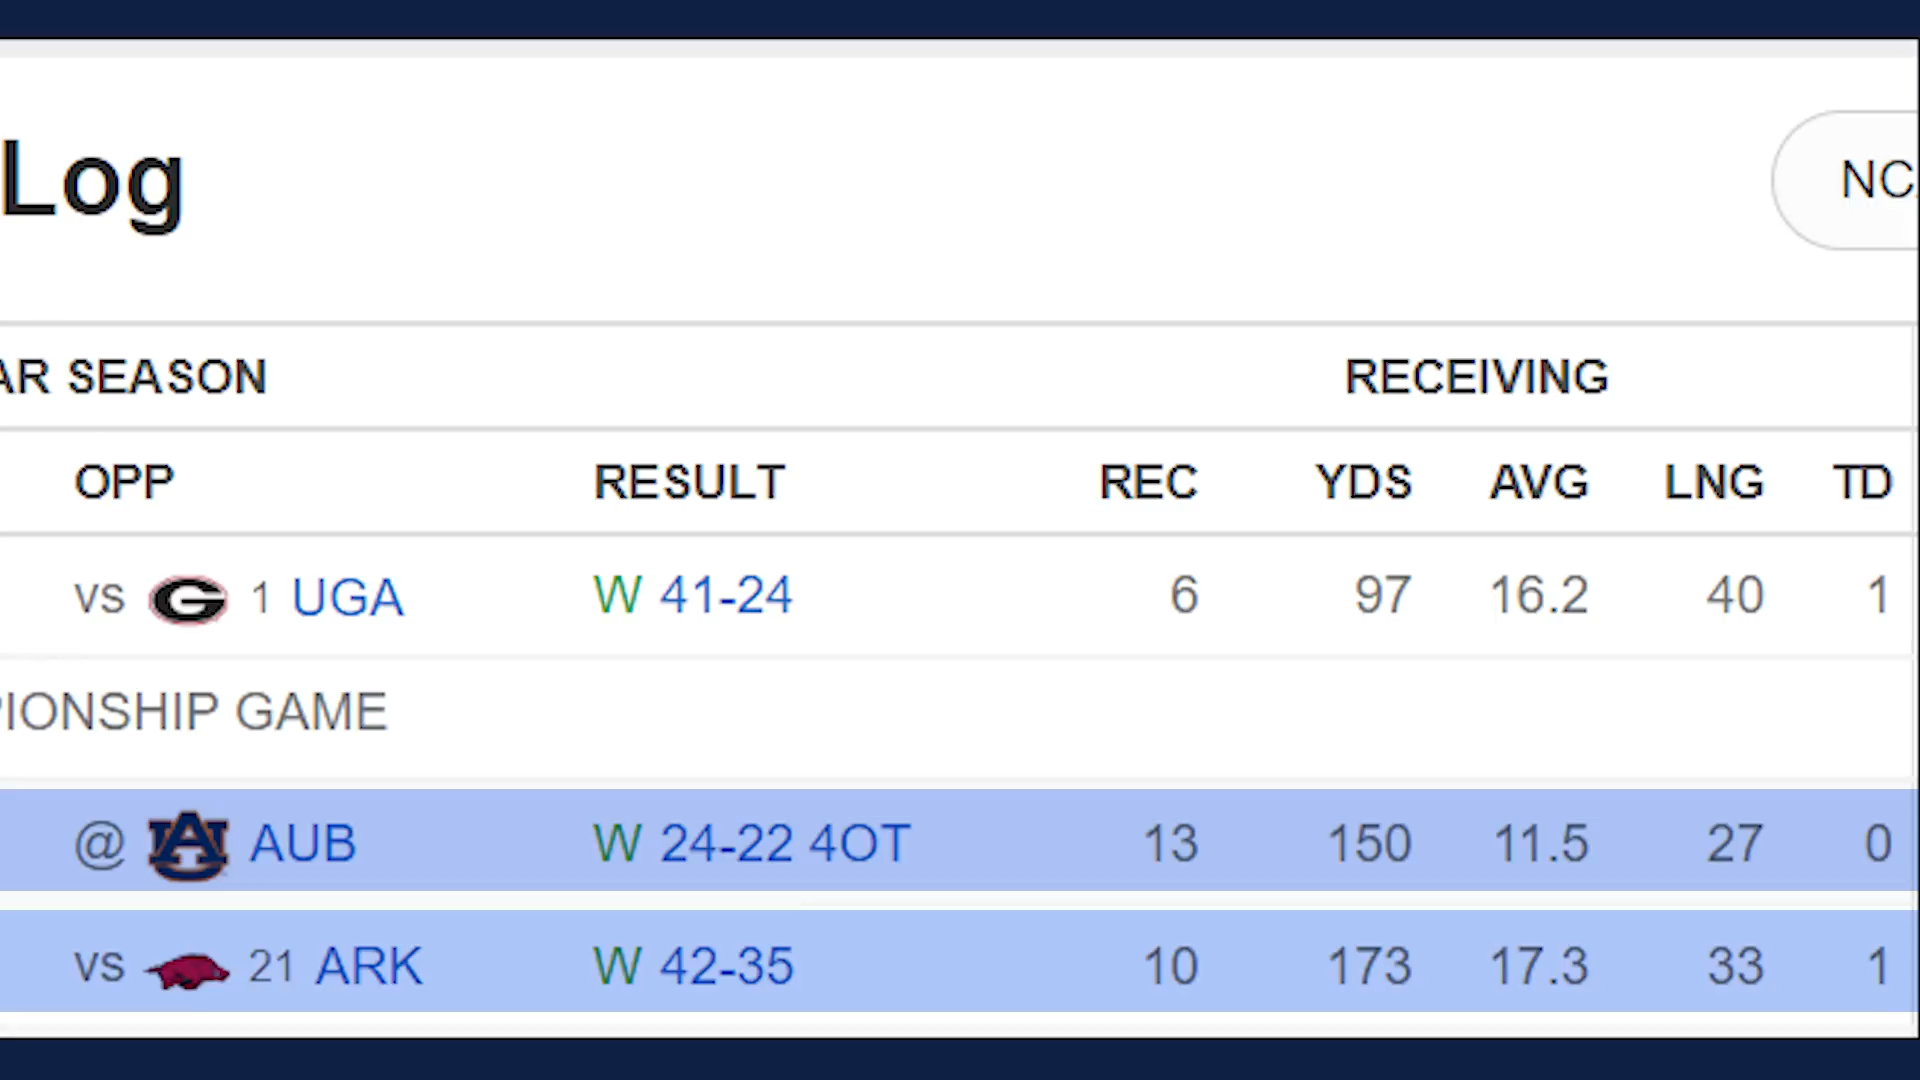 Log
NC
AR SEASON RECEIVING
OPP RESULT REC YDS AVG LNG TD
vs G 1 UGA W 41-24 6 97 16.2 40 1
PIONSHIP GAME
@ AU AUB W 24-22 4OT 13 150 11.5 27 0
vs 21 ARK W 42-35 10 173 17.3 33 1